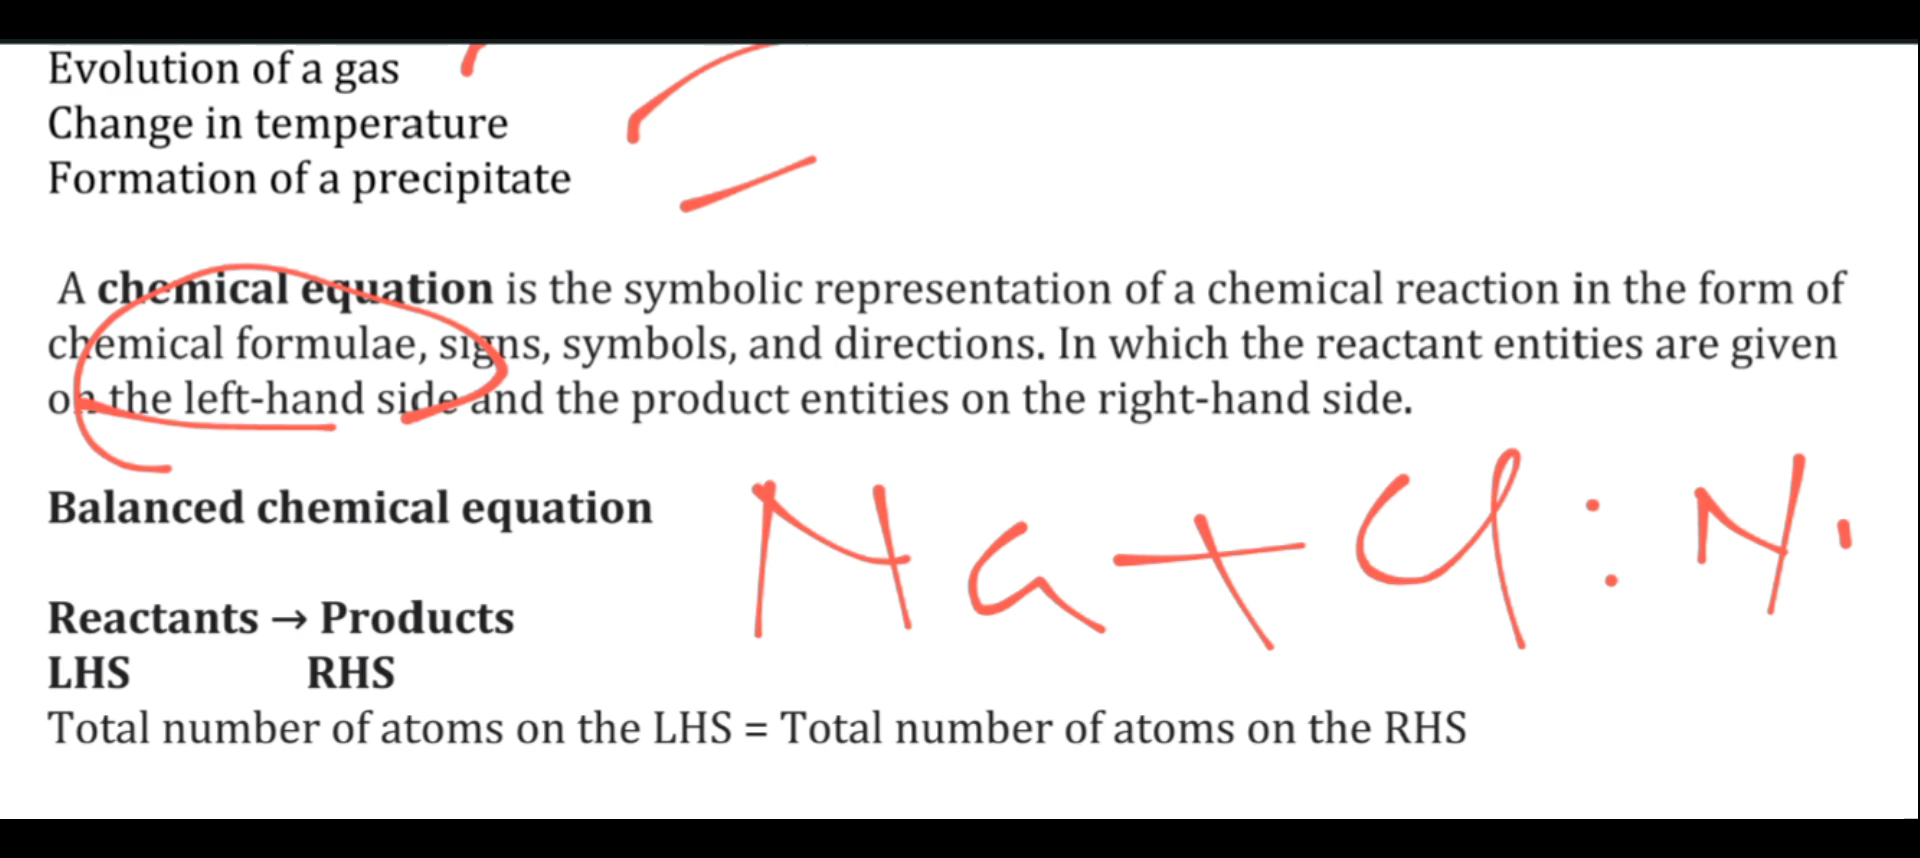 Evolution of a gas
Change in temperature
Formation of a precipitate
A chemical equation is the symbolic representation of a chemical reaction in the form of
chemical formulae, signs, symbols, and directions. In which the reactant entities are given
on the left-hand side and the product entities on the right-hand side.
Balanced chemical equation
Na + Cl : N
Reactants → Products
LHS RHS
Total number of atoms on the LHS = Total number of atoms on the RHS